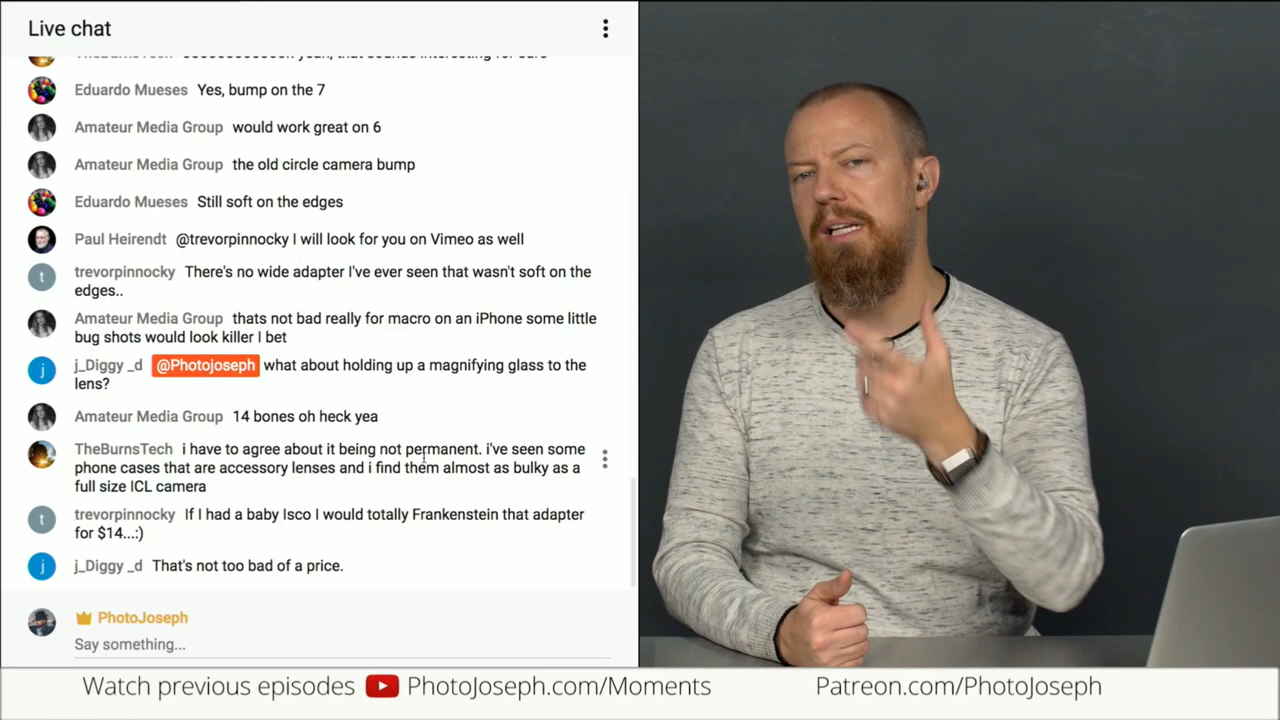 Live chat
Eduardo Mueses Yes, bump on the 7
Amateur Media Group would work great on 6
Amateur Media Group the old circle camera bump
Eduardo Mueses Still soft on the edges
Paul Heirendt @trevorpinnocky I will look for you on Vimeo as well
t trevorpinnocky There's no wide adapter I've ever seen that wasn't soft on the
edges..
Amateur Media Group thats not bad really for macro on an iPhone some little
bug shots would look killer I bet
j j_Diggy _d @Photojoseph what about holding up a magnifying glass to the
lens?
Amateur Media Group 14 bones oh heck yea
TheBurnsTech i have to agree about it being not permanent. i've seen some
phone cases that are accessory lenses and i find them almost as bulky as a
full size ICL camera
t trevorpinnocky If I had a baby Isco I would totally Frankenstein that adapter
for $14...:)
j j_Diggy _d That's not too bad of a price.
PhotoJoseph
Say something...
Watch previous episodes PhotoJoseph.com/Moments Patreon.com/PhotoJoseph